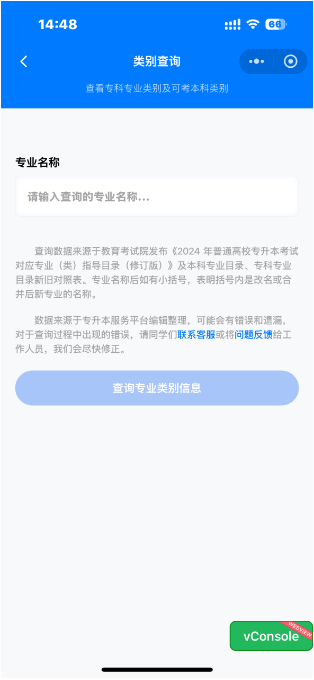 14:48
66
类别查询
查看专科专业类别及可考本科类别
专业名称
请输入查询的专业名称...
查询数据来源于教育考试院发布《2024 年普通高校专升本考试
对应专业（类）指导目录（修订版）》及本科专业目录、专科专业
目录新旧对照表。专业名称后如有小括号，表明括号内是改名或合
并后新专业的名称。
数据来源于专升本服务平台编辑整理，可能会有错误和遗漏，
对于查询过程中出现的错误，请同学们联系客服或将问题反馈给工
作人员，我们会尽快修正。
查询专业类别信息
WEBVIEW
vConsole